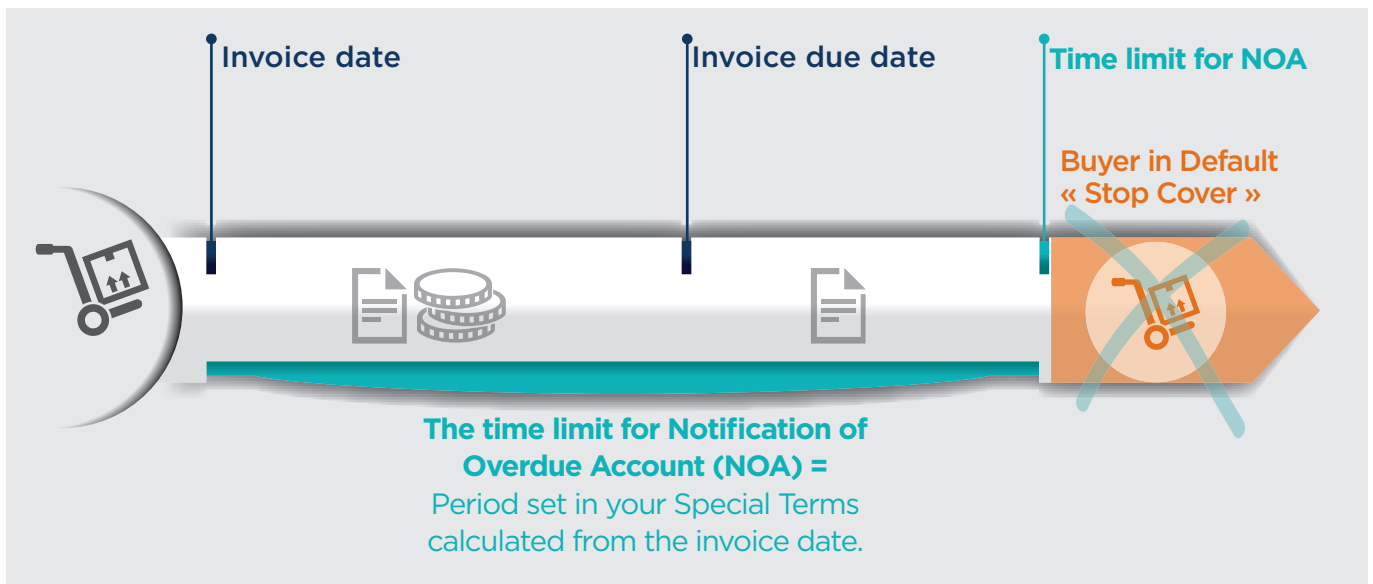 Invoice date
Invoice due date
Time limit for NOA
Buyer in Default
« Stop Cover »
The time limit for Notification of
Overdue Account (NOA) =
Period set in your Special Terms
calculated from the invoice date.